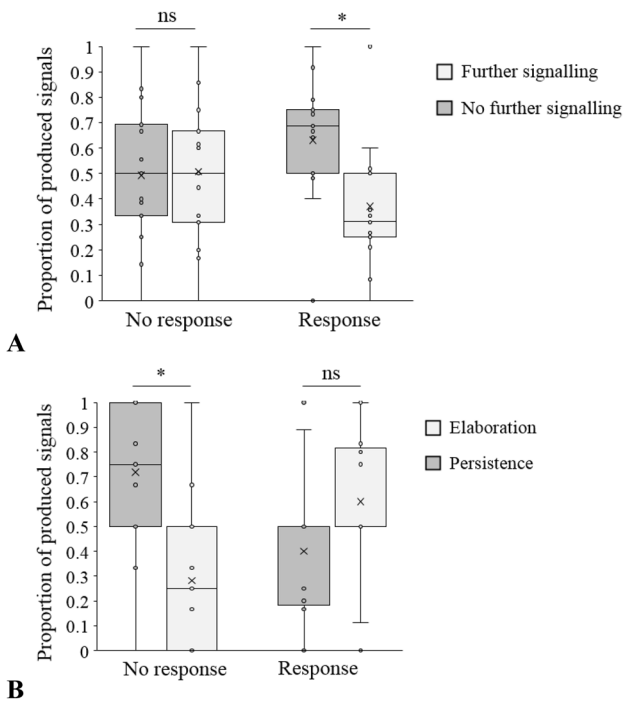 ns
*
Proportion of produced signals
1
0.9
0.8
0.7
0.6
0.5
0.4
0.3
0.2
0.1
0
Further signalling
No further signalling
No response
Response
A
*
ns
Proportion of produced signals
1
0.9
0.8
0.7
0.6
0.5
0.4
0.3
0.2
0.1
0
Elaboration
Persistence
No response
Response
B